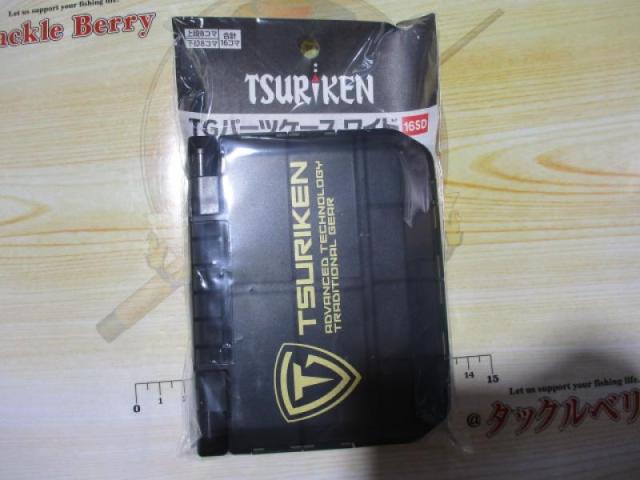 Let us support your fishing life.
ackle Berry
上段8コマ
下段8コマ
合計
16コマ
TSURIKEN
TGパーツケース ワイド 16SD
TSURIKEN
ADVANCED TECHNOLOGY
TRADITIONAL GEAR
T
0 1
14 15
Let us support your fishing life.
@タックルベリ